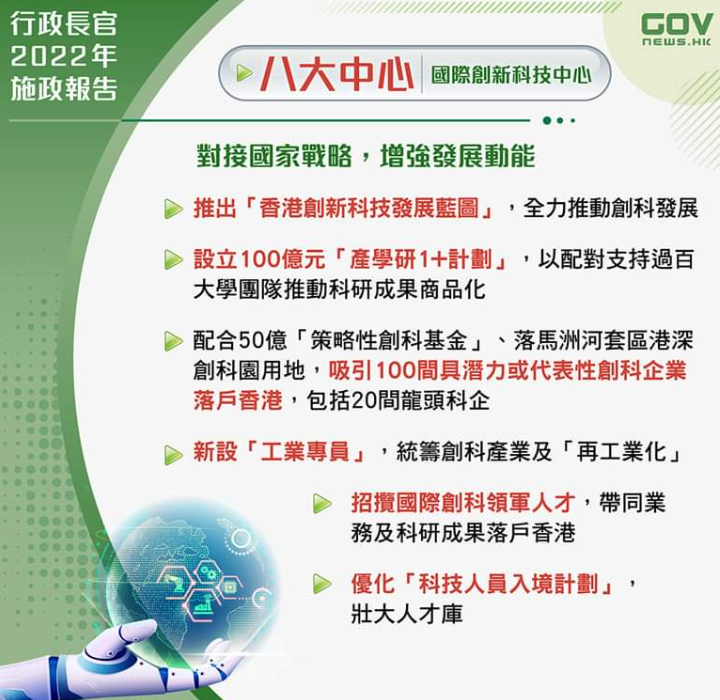 行政長官
2022年
施政報告
GOV
NEWS.HK
八大中心 國際創新科技中心
對接國家戰略，增強發展動能
推出「香港創新科技發展藍圖」，全力推動創科發展
設立100億元「產學研1+計劃」，以配對支持過百
大學團隊推動科研成果商品化
配合50億「策略性創科基金」、落馬洲河套區港深
創科園用地，吸引100間具潛力或代表性創科企業
落戶香港，包括20間龍頭科企
新設「工業專員」，統籌創科產業及「再工業化」
招攬國際創科領軍人才，帶同業
務及科研成果落戶香港
優化「科技人員入境計劃」，
壯大人才庫